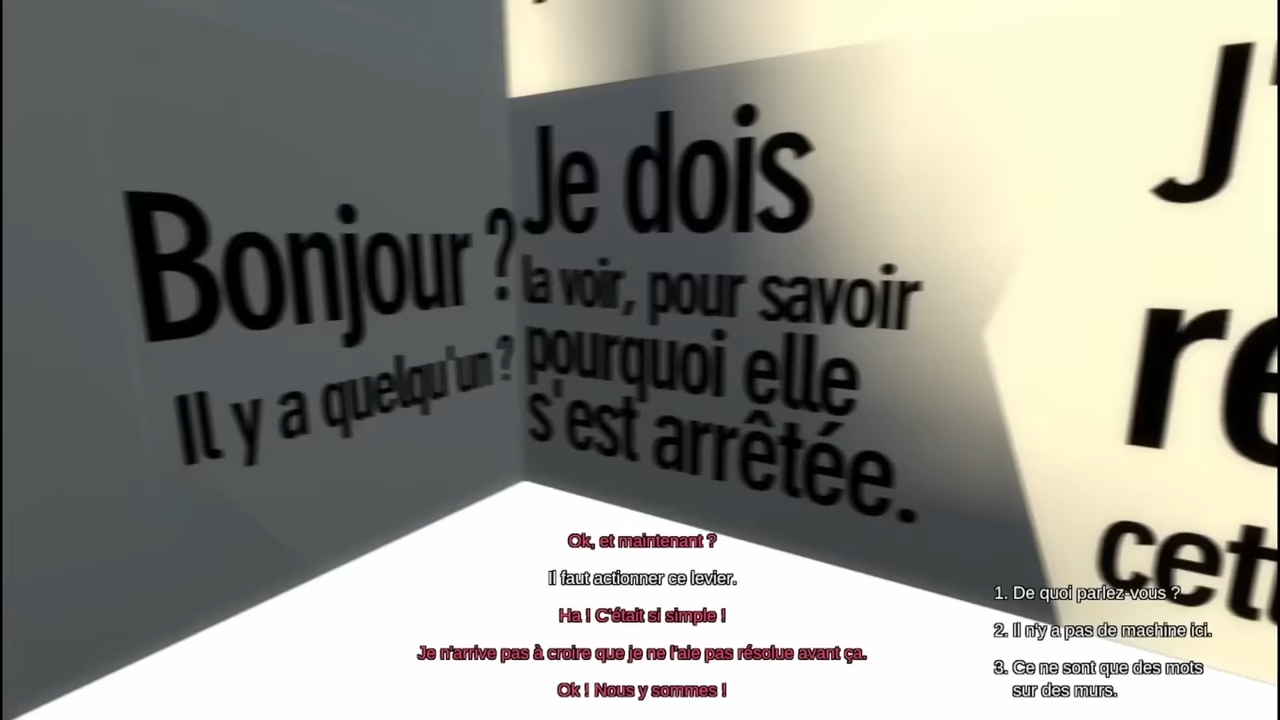 Bonjour ?
Il y a quelqu'un ?
Je dois
la voir, pour savoir
pourquoi elle
s'est arrêtée.
Ok, et maintenant ?
Il faut actionner ce levier.
Ha ! C'était si simple !
Je n'arrive pas à croire que je ne l'aie pas résolue avant ça.
Ok ! Nous y sommes !
1. De quoi parlez-vous ?
2. Il n'y a pas de machine ici.
3. Ce ne sont que des mots
sur des murs.